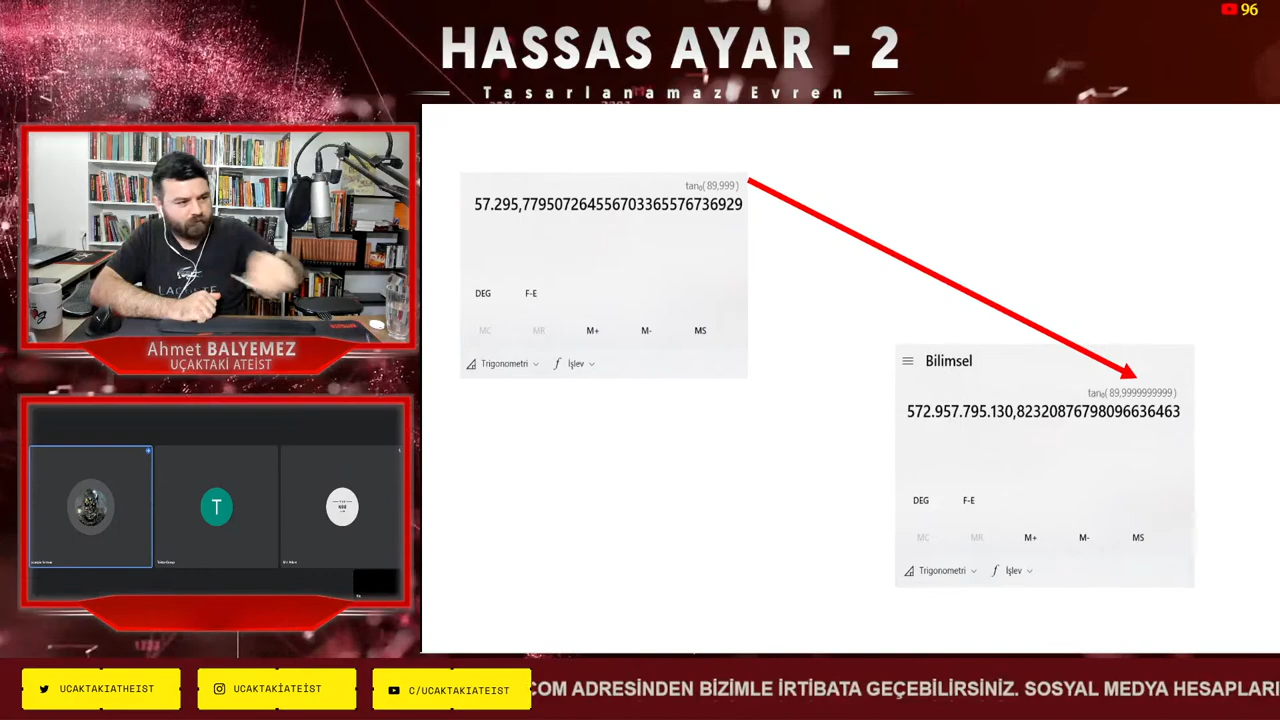 96
HASSAS AYAR - 2
Tasarlanamaz Evren
Ahmet BALYEMEZ
UÇAKTAKİ ATEİST
T
tan₀( 89,999 )
57.295,779507264556703365576736929
DEG F-E
MC MR M+ M- MS
Trigonometri f İşlev
Bilimsel
tan₀( 89,9999999999 )
572.957.795.130,82320876798096636463
DEG F-E
MC MR M+ M- MS
Trigonometri f İşlev
UCAKTAKIATHEIST
UCAKTAKİATEİST
C/UCAKTAKIATEIST
COM ADRESİNDEN BİZİMLE İRTİBATA GEÇEBİLİRSİNİZ. SOSYAL MEDYA HESAPLARI